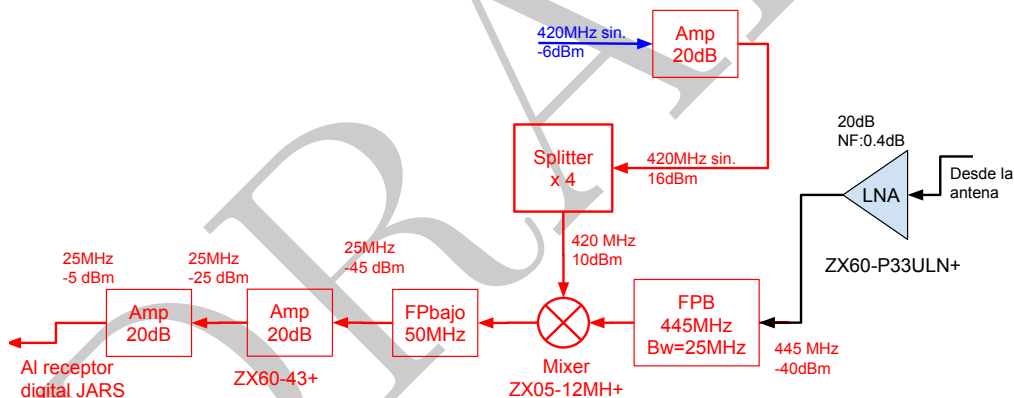 420MHz sin.
-6dBm
Amp
20dB
Splitter
x 4
420MHz sin.
16dBm
20dB
NF:0.4dB
LNA
Desde la
antena
ZX60-P33ULN+
420 MHz
10dBm
25MHz
-5 dBm
25MHz
-25 dBm
25MHz
-45 dBm
Amp
20dB
Amp
20dB
FPbajo
50MHz
FPB
445MHz
Bw=25MHz
445 MHz
-40dBm
Al receptor
digital JARS
ZX60-43+
Mixer
ZX05-12MH+